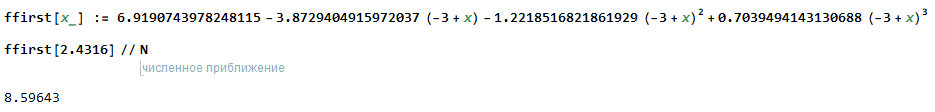 ffirst[x_] := 6.9190743978248115 - 3.8729404915972037 (-3 + x) - 1.2218516821861929 (-3 + x)² + 0.7039494143130688 (-3 + x)³
ffirst[2.4316] // N
численное приближение
8.59643